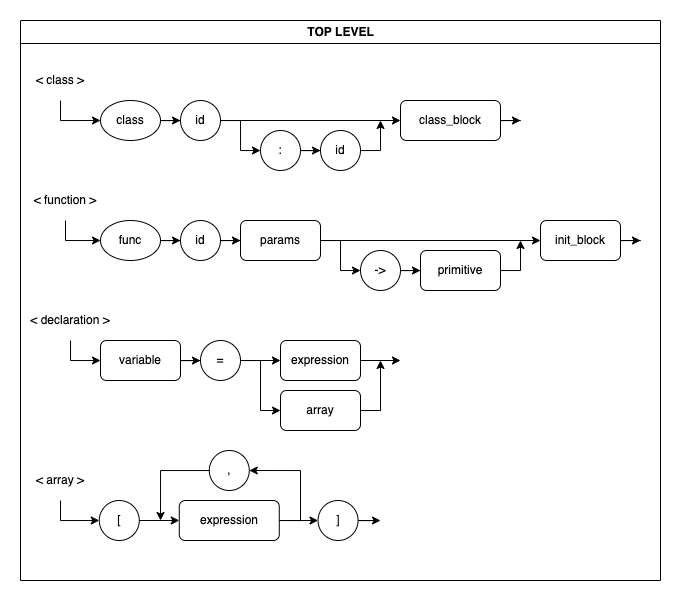 TOP LEVEL
< class >
class id class_block
: id
< function >
func id params init_block
-> primitive
< declaration >
variable = expression
array
,
< array >
[ expression ]